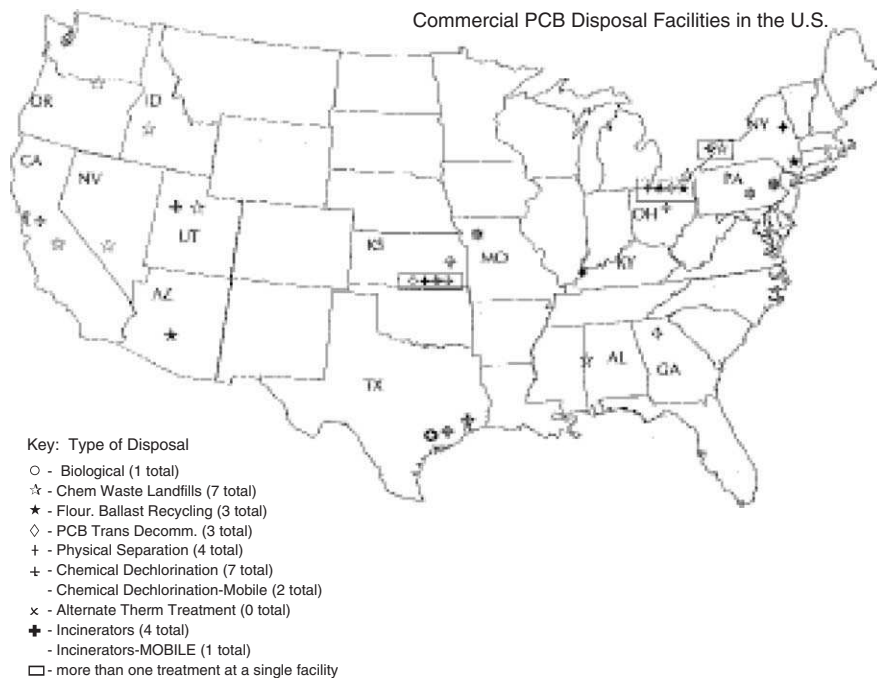 Commercial PCB Disposal Facilities in the U.S.
OR
ID
NY
CA
NV
PA
OH
UT
KS
MO
KY
AZ
AL
GA
TX
Key: Type of Disposal
- Biological (1 total)
- Chem Waste Landfills (7 total)
- Flour. Ballast Recycling (3 total)
- PCB Trans Decomm. (3 total)
- Physical Separation (4 total)
- Chemical Dechlorination (7 total)
- Chemical Dechlorination-Mobile (2 total)
- Alternate Therm Treatment (0 total)
- Incinerators (4 total)
- Incinerators-MOBILE (1 total)
- more than one treatment at a single facility